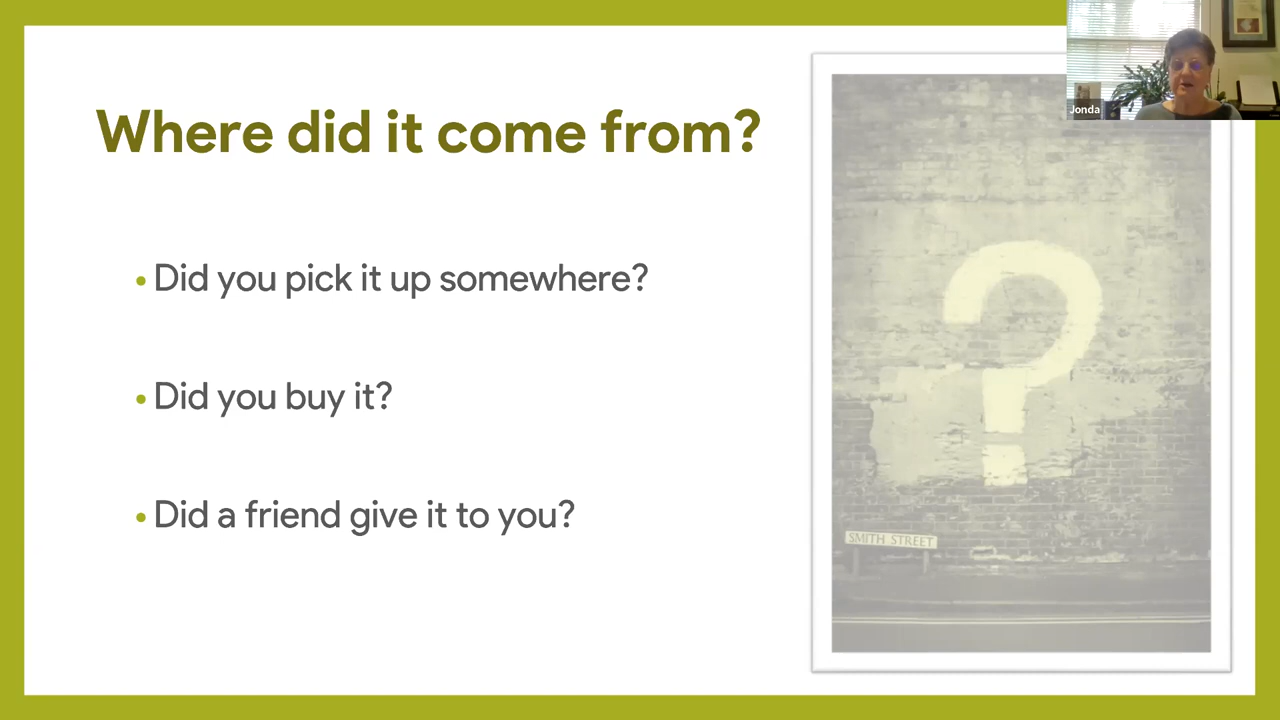 Where did it come from?
Jonda
• Did you pick it up somewhere?
• Did you buy it?
• Did a friend give it to you?
SMITH STREET